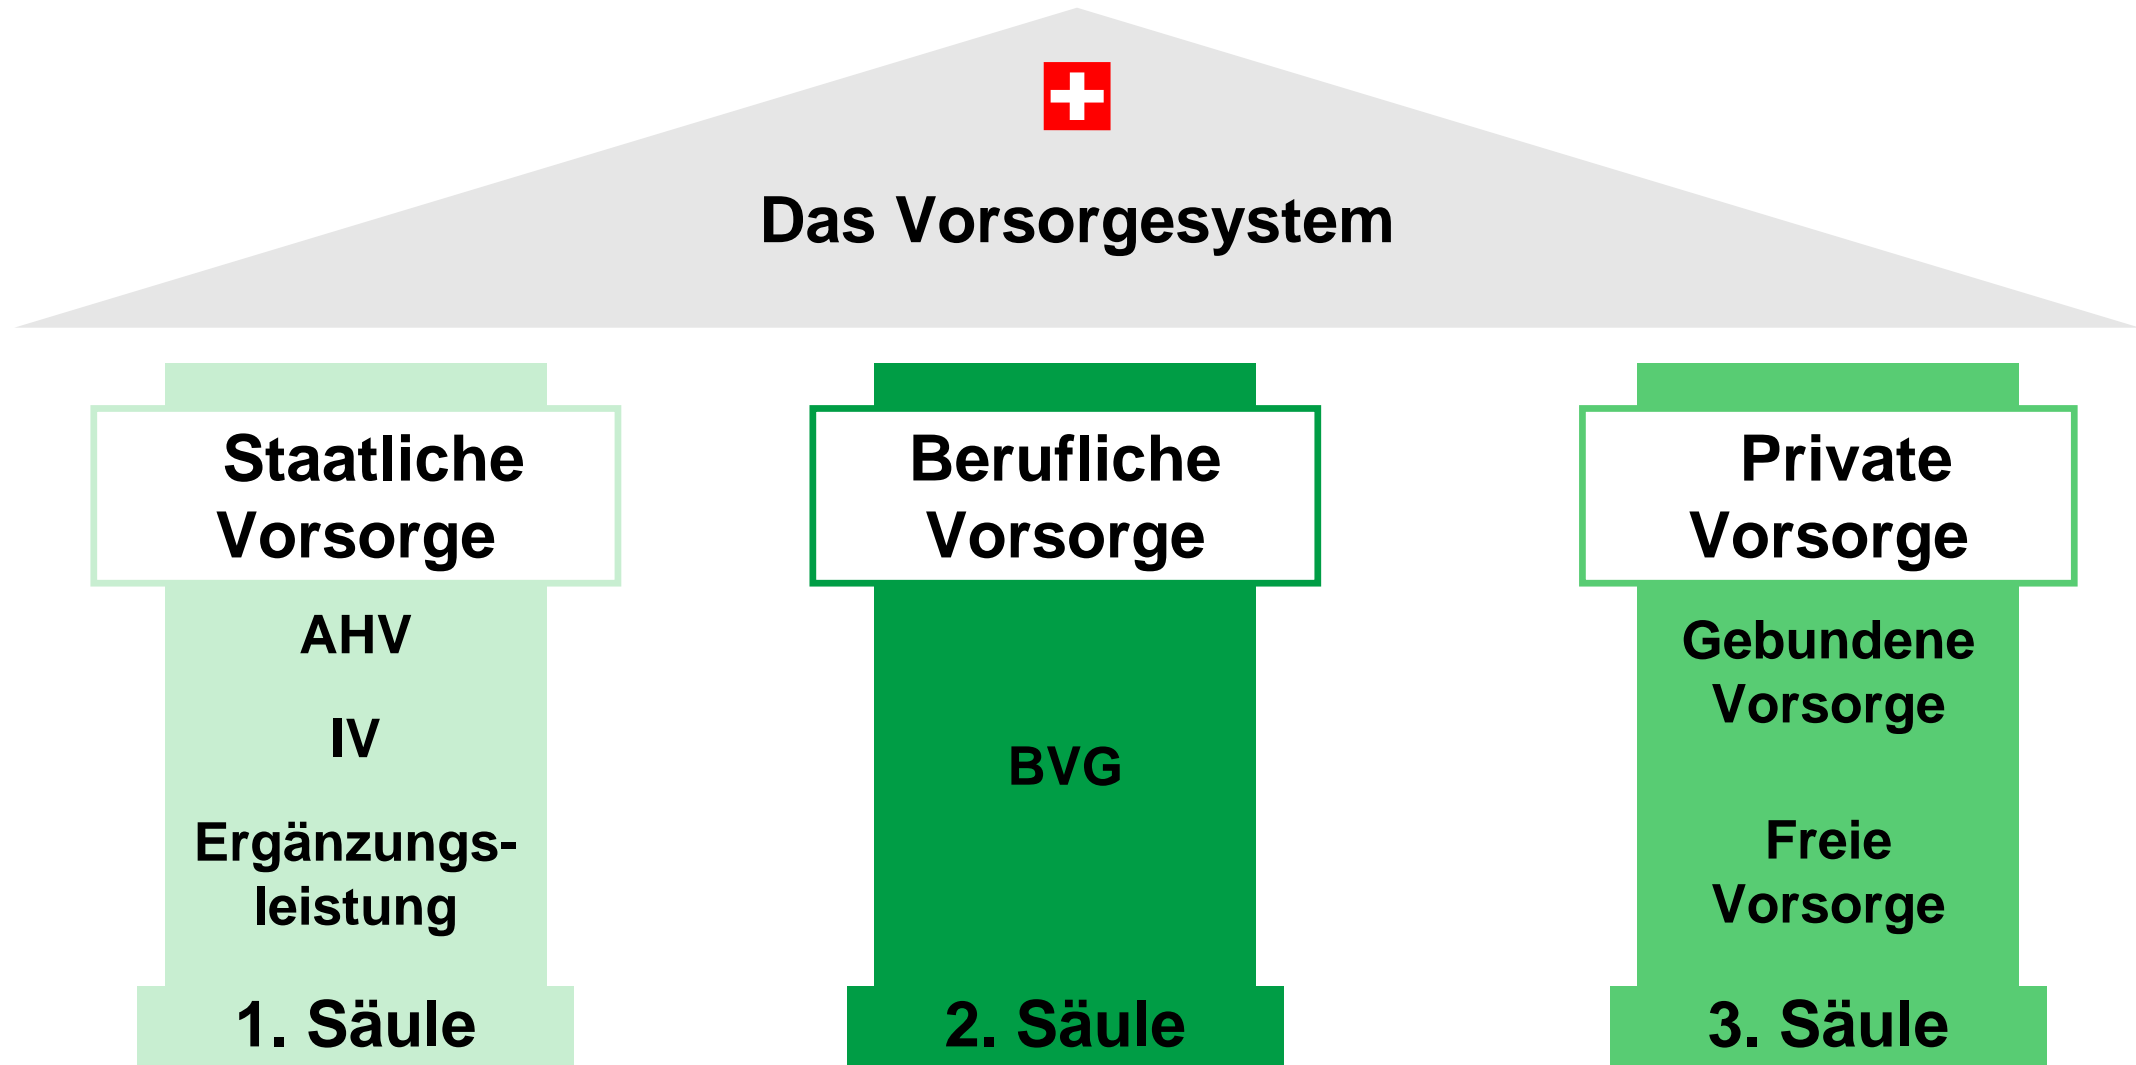 Das Vorsorgesystem
Staatliche
Vorsorge
AHV
IV
Ergänzungs-
leistung
1. Säule
Berufliche
Vorsorge
BVG
2. Säule
Private
Vorsorge
Gebundene
Vorsorge
Freie
Vorsorge
3. Säule